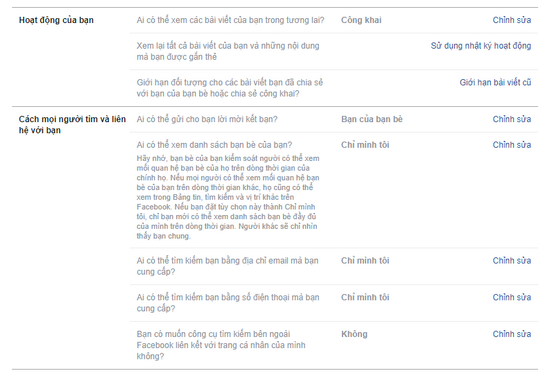 Hoạt động của bạn
Ai có thể xem các bài viết của bạn trong tương lai?
Công khai
Chỉnh sửa
Xem lại tất cả bài viết của bạn và những nội dung
mà bạn được gắn thẻ
Sử dụng nhật ký hoạt động
Giới hạn đối tượng cho các bài viết bạn đã chia sẻ
với bạn của bạn bè hoặc chia sẻ công khai?
Giới hạn bài viết cũ
Cách mọi người tìm và liên
hệ với bạn
Ai có thể gửi cho bạn lời mời kết bạn?
Bạn của bạn bè
Chỉnh sửa
Ai có thể xem danh sách bạn bè của bạn?
Chỉ mình tôi
Chỉnh sửa
Hãy nhớ, bạn bè của bạn kiểm soát người có thể xem
mối quan hệ bạn bè của họ trên dòng thời gian của
chính họ. Nếu mọi người có thể xem mối quan hệ bạn
bè của bạn trên dòng thời gian khác, họ cũng có thể
xem trong Bảng tin, tìm kiếm và vị trí khác trên
Facebook. Nếu bạn đặt tùy chọn này thành Chỉ mình
tôi, chỉ bạn mới có thể xem danh sách bạn bè đầy đủ
của mình trên dòng thời gian. Người khác sẽ chỉ nhìn
thấy bạn chung.
Ai có thể tìm kiếm bạn bằng địa chỉ email mà bạn
cung cấp?
Chỉ mình tôi
Chỉnh sửa
Ai có thể tìm kiếm bạn bằng số điện thoại mà bạn
cung cấp?
Chỉ mình tôi
Chỉnh sửa
Bạn có muốn công cụ tìm kiếm bên ngoài
Facebook liên kết với trang cá nhân của mình
không?
Không
Chỉnh sửa